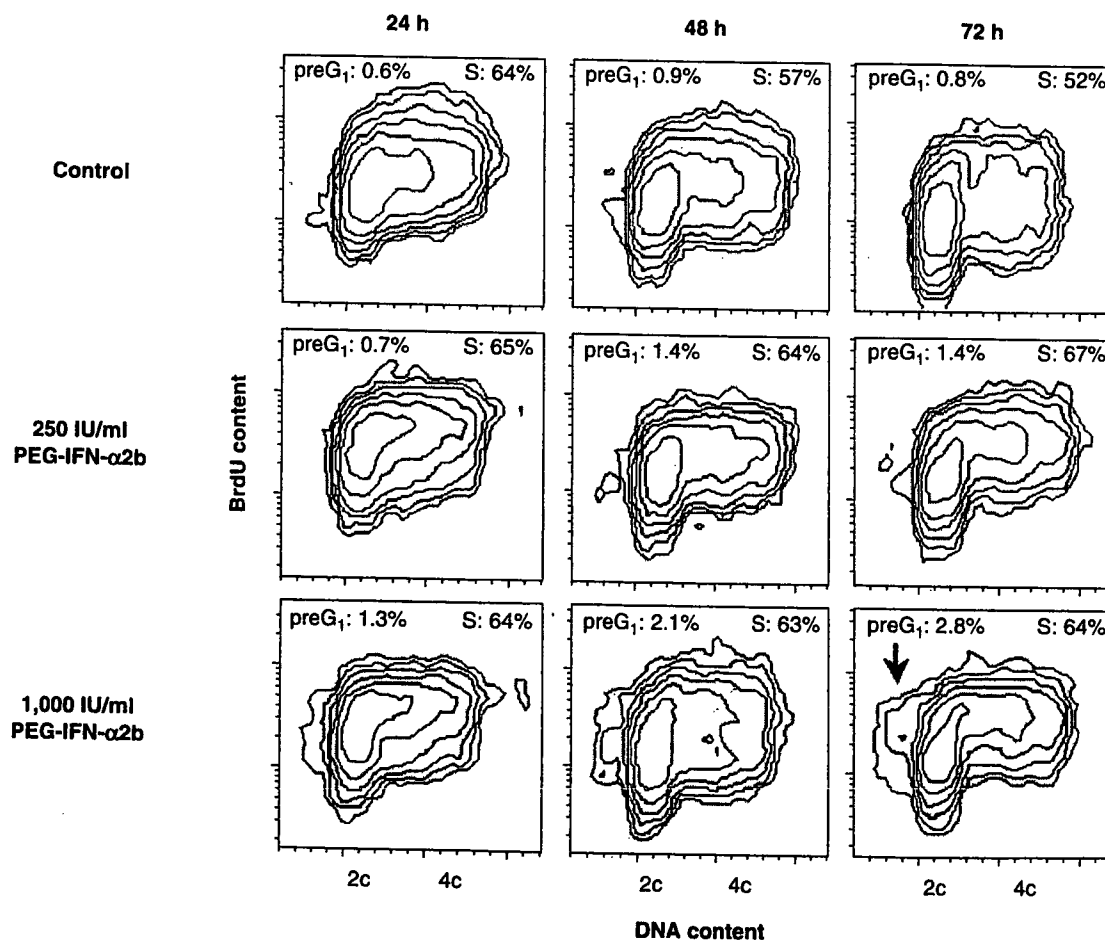 24 h 48 h 72 h
preG1: 0.6% S: 64% preG1: 0.9% S: 57% preG1: 0.8% S: 52%
Control
preG1: 0.7% S: 65% preG1: 1.4% S: 64% preG1: 1.4% S: 67%
250 IU/ml
PEG-IFN-α2b
BrdU content
preG1: 1.3% S: 64% preG1: 2.1% S: 63% preG1: 2.8% S: 64%
1,000 IU/ml
PEG-IFN-α2b
2c 4c 2c 4c 2c 4c
DNA content